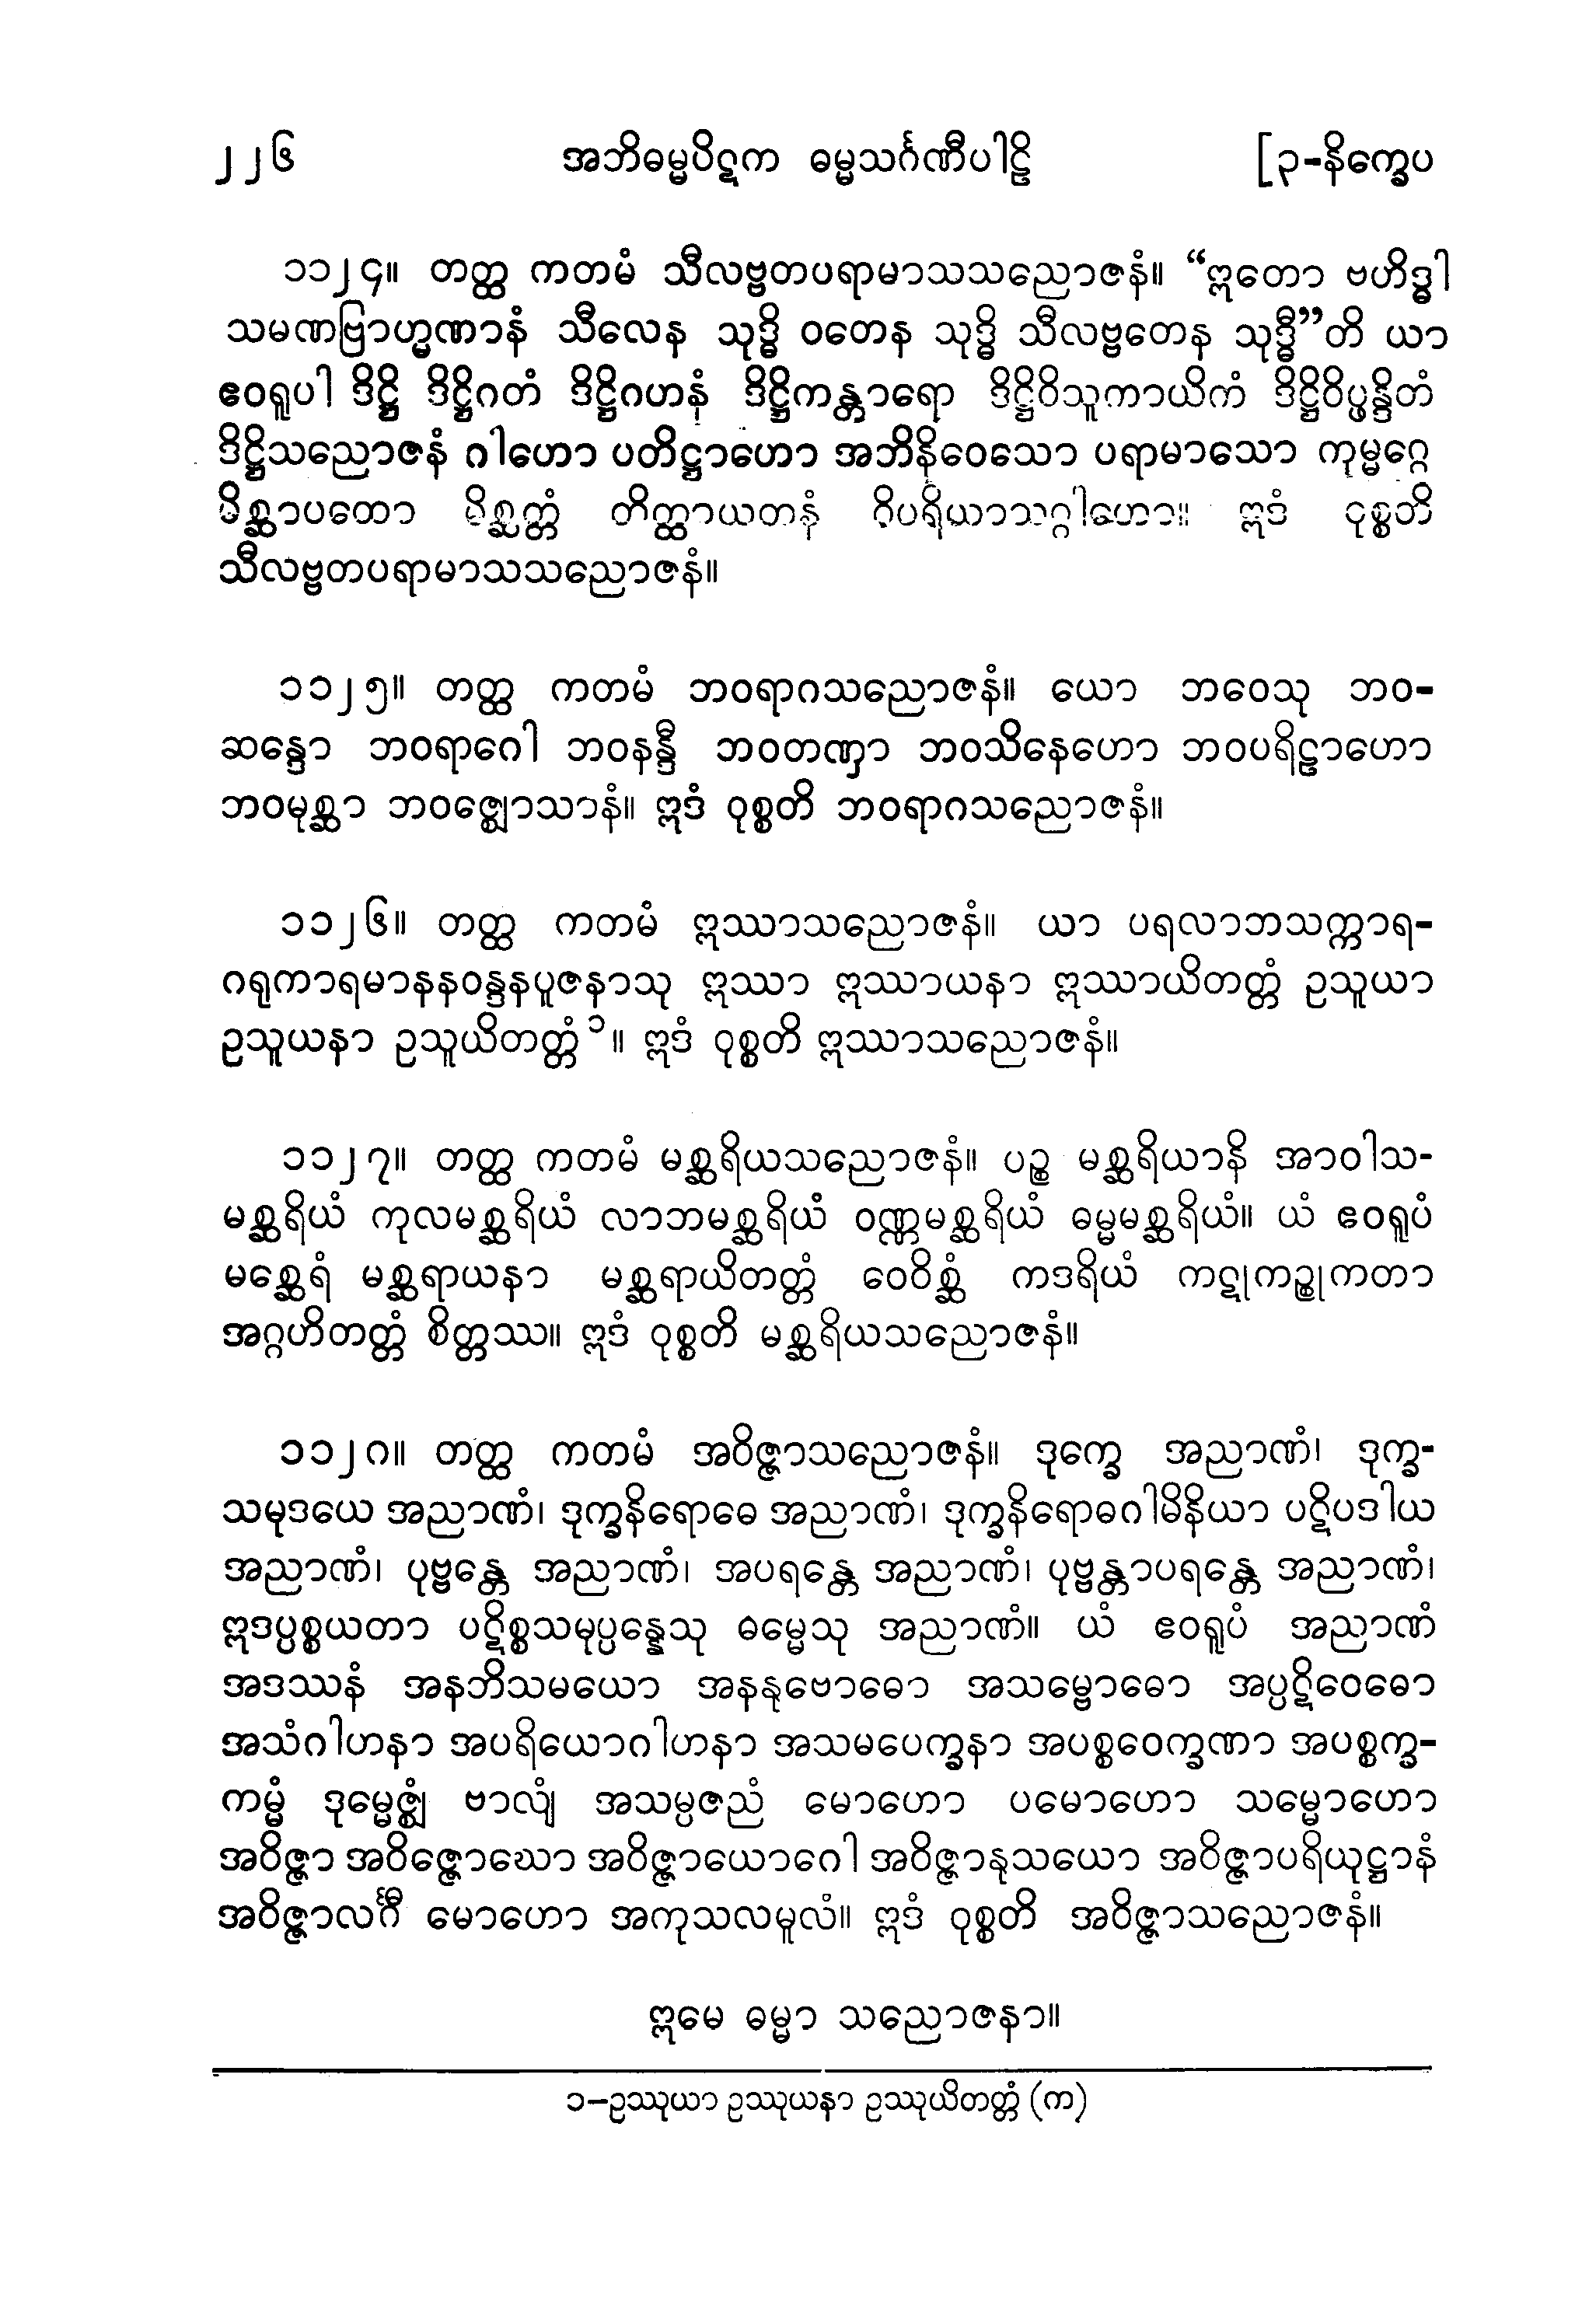 ၂၂၆ အဘိဓမ္မပိဋက ဓမ္မသင်္ဂဏီပါဠိ [၃-နိက္ခေပ
၁၁၂၄။ တတ္ထ ကတမံ သီလဗ္ဗတပရာမာသသညောဇနံ။ “ဣတော ဗဟိဒ္ဓါ
သမဏဗြာဟ္မဏာနံ သီလေန သုဒ္ဓိ ဝတေန သုဒ္ဓိ သီလဗ္ဗတေန သုဒ္ဓီ”တိ ယာ
ဧဝရူပါ ဒိဋ္ဌိ ဒိဋ္ဌိဂတံ ဒိဋ္ဌိဂဟနံ ဒိဋ္ဌိကန္တာရော ဒိဋ္ဌိဝိသူကာယိကံ ဒိဋ္ဌိဝိပ္ဖန္ဒိတံ
ဒိဋ္ဌိသညောဇနံ ဂါဟော ပတိဋ္ဌာဟော အဘိနိဝေသော ပရာမာသော ကုမ္မဂ္ဂေ
မိစ္ဆာပထော မိစ္ဆတ္တံ တိတ္ထာယတနံ ဝိပရိယာသဂ္ဂါဟော။ ဣဒံ ဝုစ္စတိ
သီလဗ္ဗတပရာမာသသညောဇနံ။
၁၁၂၅။ တတ္ထ ကတမံ ဘဝရာဂသညောဇနံ။ ယော ဘဝေသု ဘဝ-
ဆန္ဒော ဘဝရာဂေါ ဘဝနန္ဒီ ဘဝတဏှာ ဘဝသိနေဟော ဘဝပရိဠာဟော
ဘဝမုစ္ဆာ ဘဝဇ္ဈောသာနံ။ ဣဒံ ဝုစ္စတိ ဘဝရာဂသညောဇနံ။
၁၁၂၆။ တတ္ထ ကတမံ ဣဿာသညောဇနံ။ ယာ ပရလာဘသက္ကာရ-
ဂရုကာရမာနနဝန္ဒနပူဇနာသု ဣဿာ ဣဿာယနာ ဣဿာယိတတ္တံ ဥသူယာ
ဥသူယနာ ဥသူယိတတ္တံ၁။ ဣဒံ ဝုစ္စတိ ဣဿာသညောဇနံ။
၁၁၂၇။ တတ္ထ ကတမံ မစ္ဆရိယသညောဇနံ။ ပဉ္စ မစ္ဆရိယာနိ အာဝါသ-
မစ္ဆရိယံ ကုလမစ္ဆရိယံ လာဘမစ္ဆရိယံ ဝဏ္ဏမစ္ဆရိယံ ဓမ္မမစ္ဆရိယံ။ ယံ ဧဝရူပံ
မစ္ဆေရံ မစ္ဆရာယနာ မစ္ဆရာယိတတ္တံ ဝေဝိစ္ဆံ ကဒရိယံ ကဋုကဉ္စုကတာ
အဂ္ဂဟိတတ္တံ စိတ္တဿ။ ဣဒံ ဝုစ္စတိ မစ္ဆရိယသညောဇနံ။
၁၁၂၈။ တတ္ထ ကတမံ အဝိဇ္ဇာသညောဇနံ။ ဒုက္ခေ အညာဏံ၊ ဒုက္ခ-
သမုဒယေ အညာဏံ၊ ဒုက္ခနိရောဓေ အညာဏံ၊ ဒုက္ခနိရောဓဂါမိနိယာ ပဋိပဒါယ
အညာဏံ၊ ပုဗ္ဗန္တေ အညာဏံ၊ အပရန္တေ အညာဏံ၊ ပုဗ္ဗန္တာပရန္တေ အညာဏံ၊
ဣဒပ္ပစ္စယတာ ပဋိစ္စသမုပ္ပန္နေသု ဓမ္မေသု အညာဏံ။ ယံ ဧဝရူပံ အညာဏံ
အဒဿနံ အနဘိသမယော အနနုဗောဓော အသမ္ဗောဓော အပ္ပဋိဝေဓော
အသံဂါဟနာ အပရိယောဂါဟနာ အသမပေက္ခနာ အပစ္စဝေက္ခဏာ အပစ္စက္ခ-
ကမ္မံ ဒုမ္မေဇ္ဈံ ဗာလျံ အသမ္ပဇညံ မောဟော ပမောဟော သမ္မောဟော
အဝိဇ္ဇာ အဝိဇ္ဇောဃော အဝိဇ္ဇာယောဂေါ အဝိဇ္ဇာနုသယော အဝိဇ္ဇာပရိယုဋ္ဌာနံ
အဝိဇ္ဇာလင်္ဂီ မောဟော အကုသလမူလံ။ ဣဒံ ဝုစ္စတိ အဝိဇ္ဇာသညောဇနံ။
ဣမေ ဓမ္မာ သညောဇနာ။
၁–ဥဿုယာ ဥဿုယနာ ဥဿုယိတတ္တံ (က)